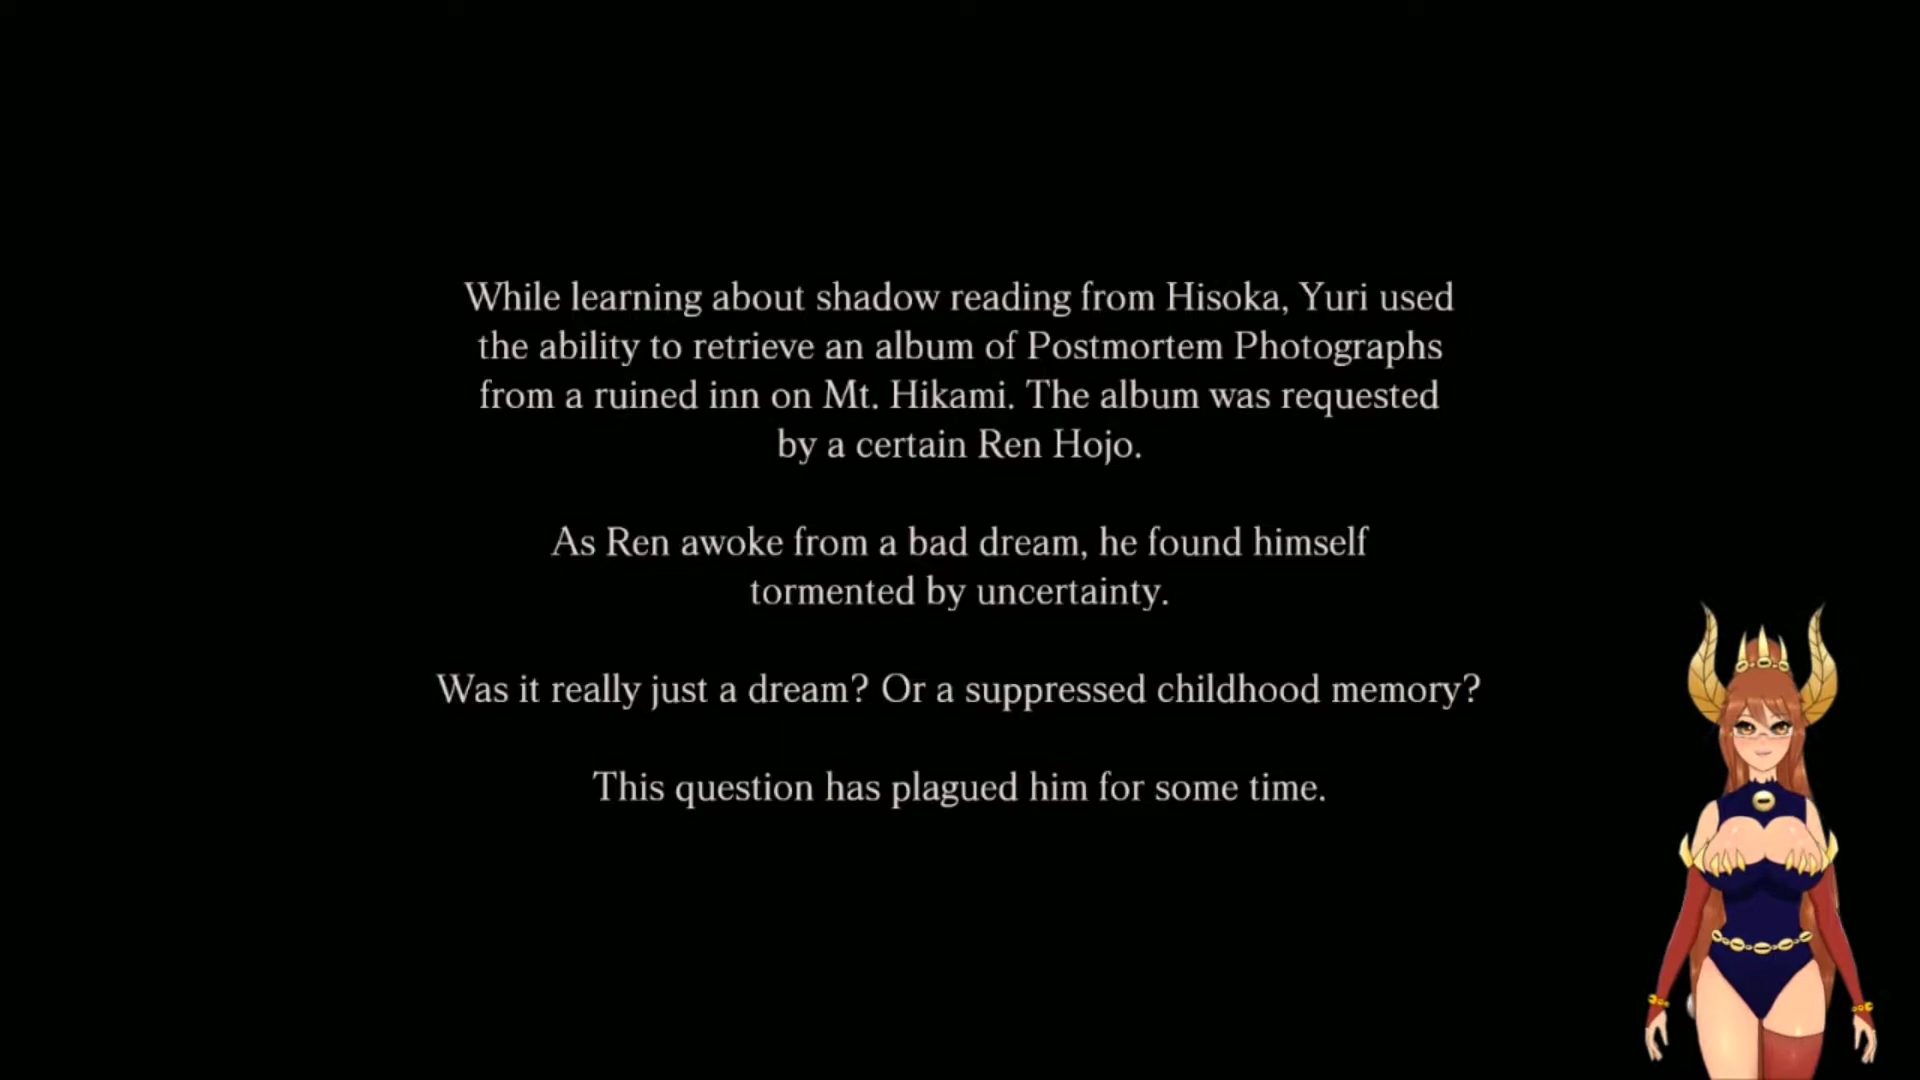 While learning about shadow reading from Hisoka, Yuri used
the ability to retrieve an album of Postmortem Photographs
from a ruined inn on Mt. Hikami. The album was requested
by a certain Ren Hojo.
As Ren awoke from a bad dream, he found himself
tormented by uncertainty.
Was it really just a dream? Or a suppressed childhood memory?
This question has plagued him for some time.